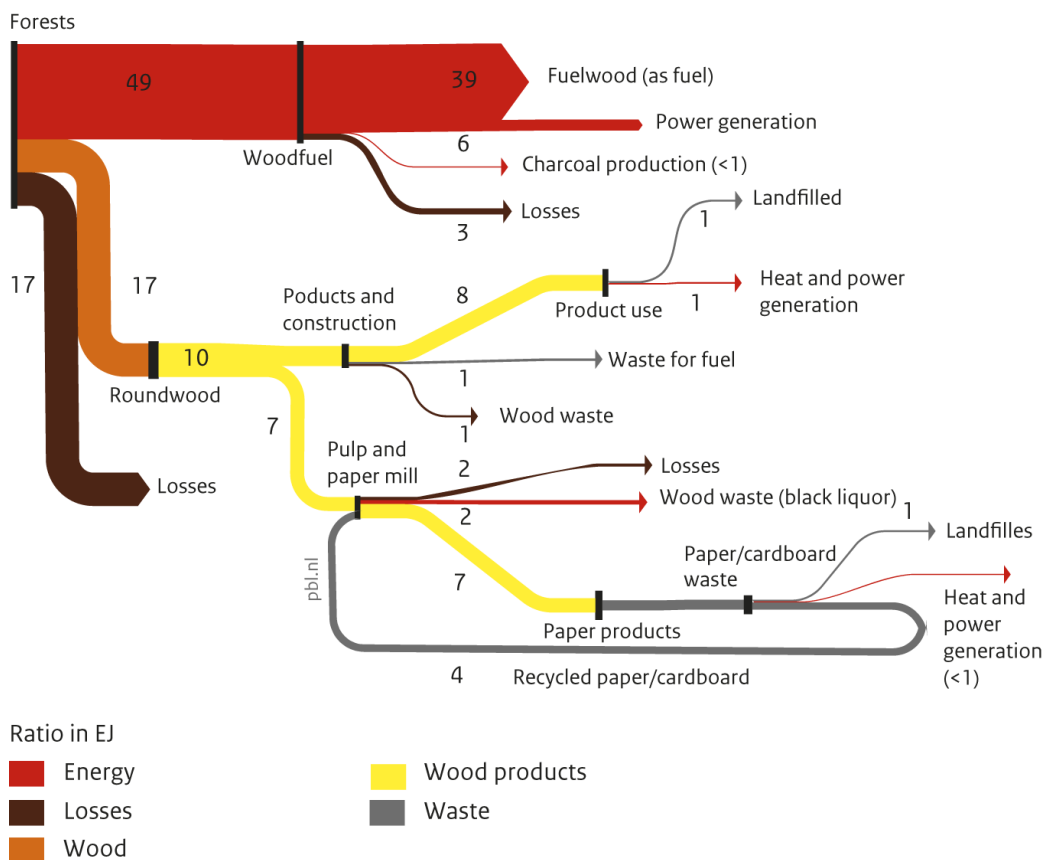 Forests
49
39
Fuelwood (as fuel)
Power generation
6
Woodfuel
Charcoal production (<1)
Losses
3
Landfilled
1
17
17
Heat and power
generation
1
8
Product use
Poducts and
construction
10
Waste for fuel
1
Roundwood
Wood waste
1
7
Pulp and
paper mill
2
Losses
Wood waste (black liquor)
2
1
Landfilles
Losses
Paper/cardboard
waste
7
pbl.nl
Heat and
power
generation
(<1)
Paper products
4
Recycled paper/cardboard
Ratio in EJ
Energy
Losses
Wood
Wood products
Waste